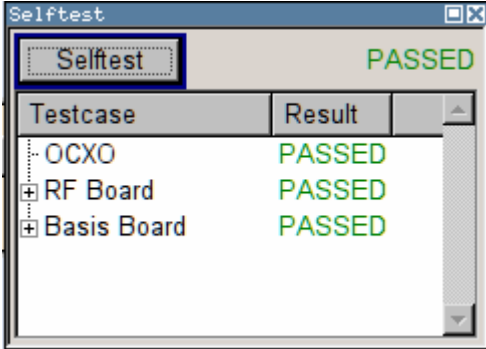 Selftest
Selftest PASSED
Testcase Result
OCXO PASSED
RF Board PASSED
Basis Board PASSED